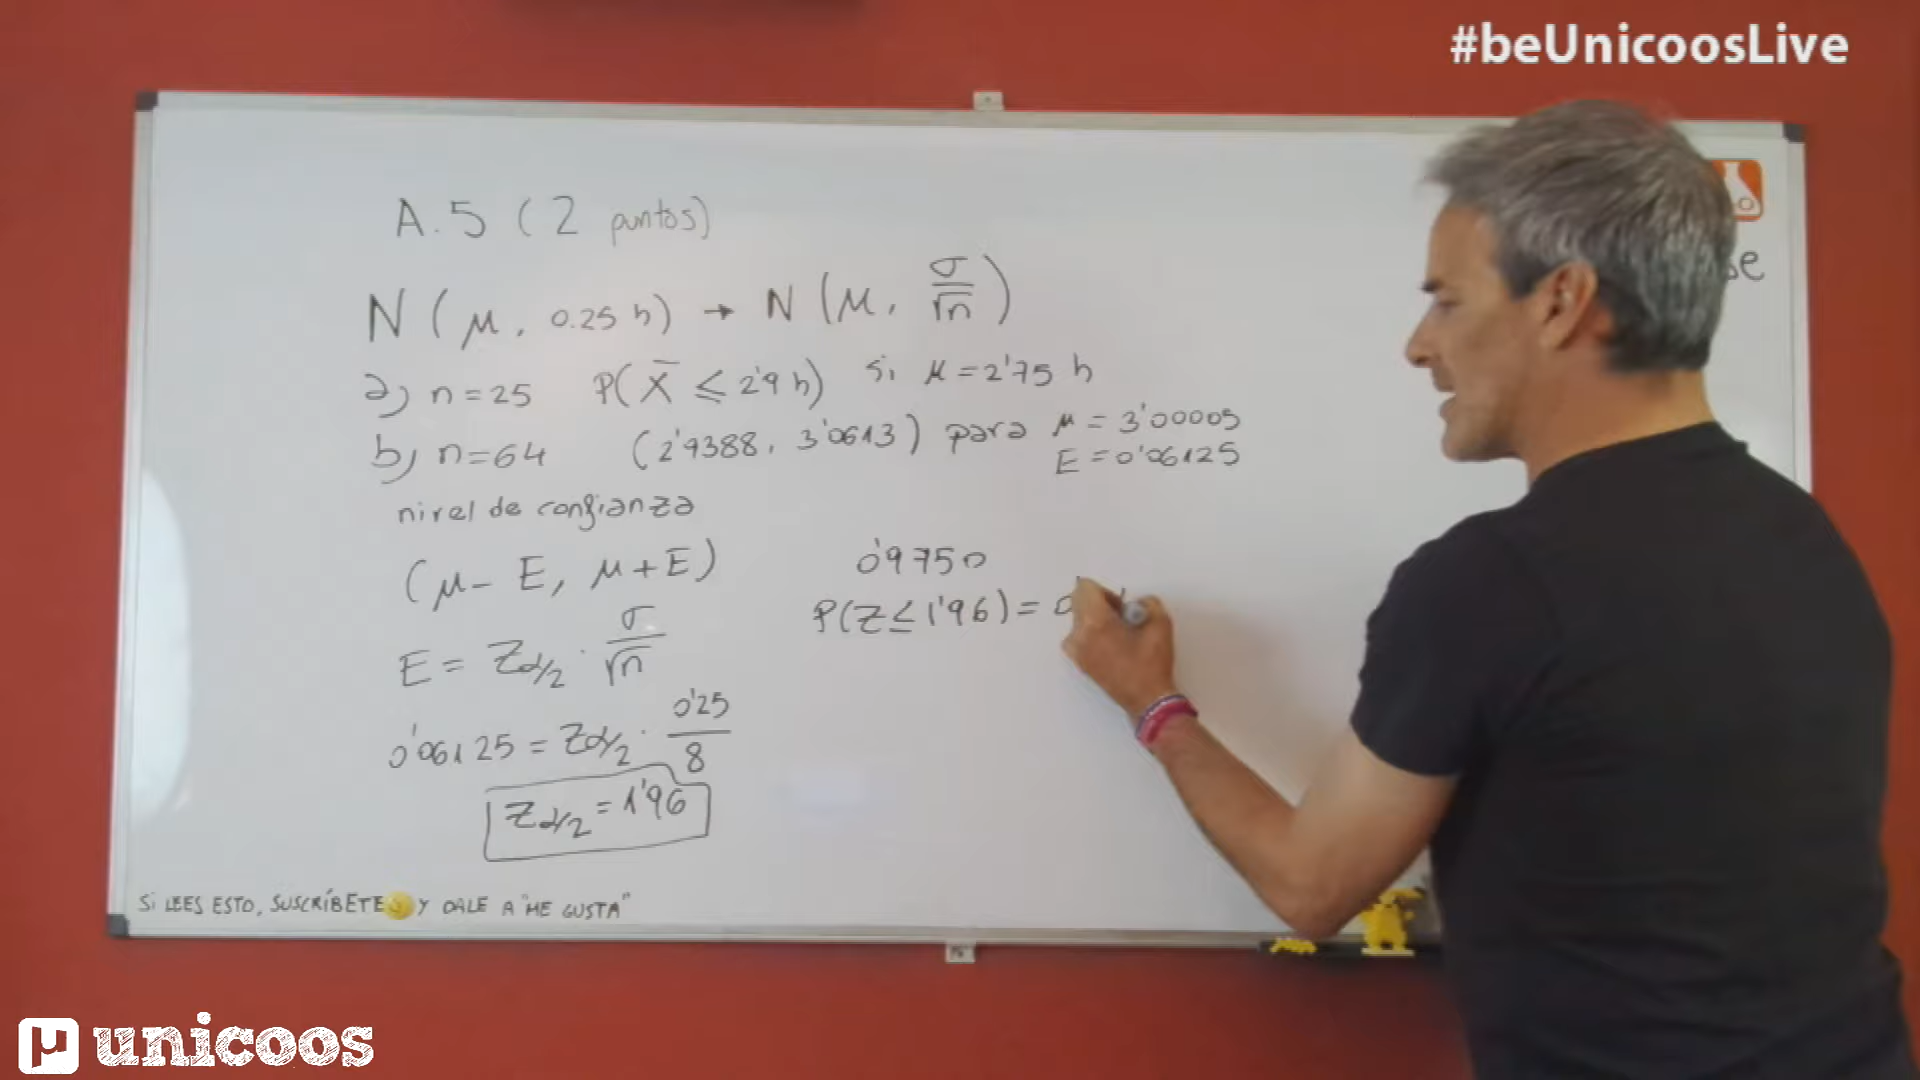 #beUnicoosLive
A.5 (2 puntos)
N(μ, 0.25 h) → N(μ, σ/√n)
a) n=25 P(X̄ ≤ 2'9 h) si μ=2'75 h
b) n=64 (2'9388, 3'0613) para μ = 3'00005
E = 0'06125
nivel de confianza
(μ- E, μ+E)
0'9750
P(Z≤1'96)= 0
E = Zα/2 · σ/√n
0'06125 = Zα/2 · 0'25/8
Zα/2 = 1'96
SI LEES ESTO, SUSCRÍBETE Y DALE A "ME GUSTA"
μ unicoos